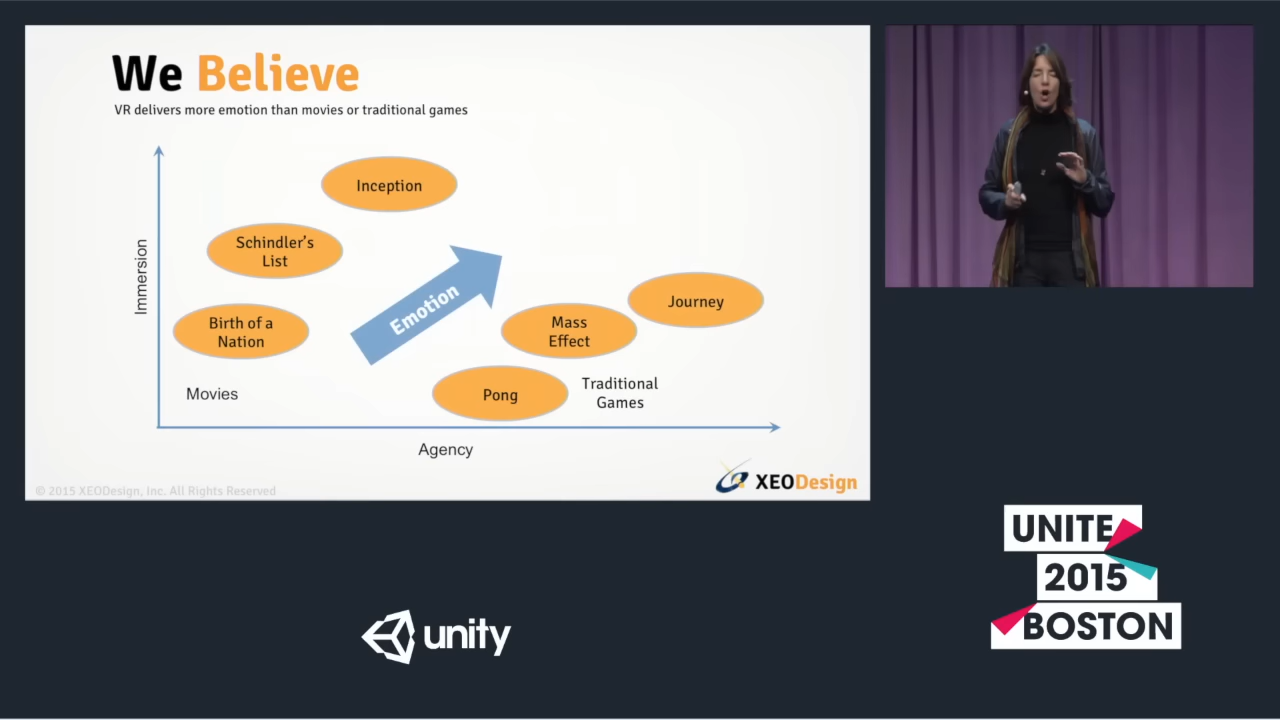 We Believe
VR delivers more emotion than movies or traditional games
Inception
Schindler's
List
Immersion
Emotion
Journey
Birth of a
Nation
Mass
Effect
Movies
Pong
Traditional
Games
Agency
© 2015 XEODesign, Inc. All Rights Reserved
XEODesign
UNITE
2015
BOSTON
unity